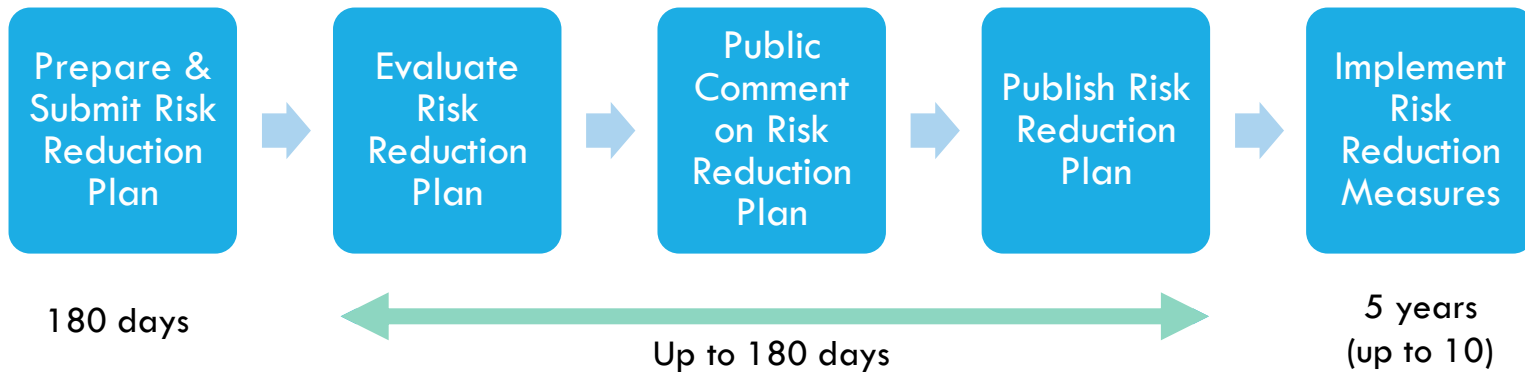 Prepare &
Submit Risk
Reduction
Plan
Evaluate
Risk
Reduction
Plan
Public
Comment
on Risk
Reduction
Plan
Publish Risk
Reduction
Plan
Implement
Risk
Reduction
Measures
180 days
Up to 180 days
5 years
(up to 10)